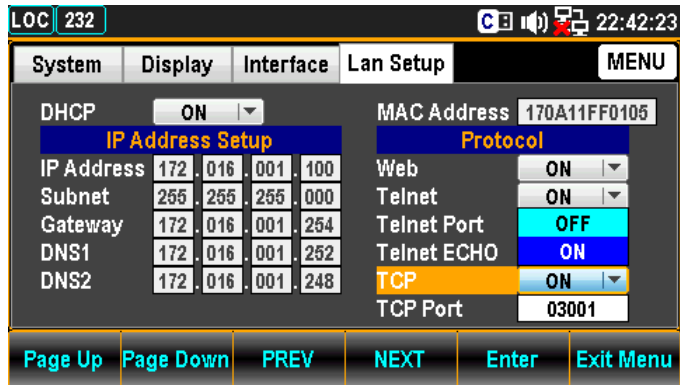 LOC 232 C 22:42:23
System Display Interface Lan Setup MENU
DHCP ON MAC Address 170A11FF0105
IP Address Setup Protocol
IP Address 172 . 016 . 001 . 100 Web ON
Subnet 255 . 255 . 255 . 000 Telnet ON
Gateway 172 . 016 . 001 . 254 Telnet Port OFF
DNS1 172 . 016 . 001 . 252 Telnet ECHO ON
DNS2 172 . 016 . 001 . 248 TCP ON
TCP Port 03001
Page Up Page Down PREV NEXT Enter Exit Menu